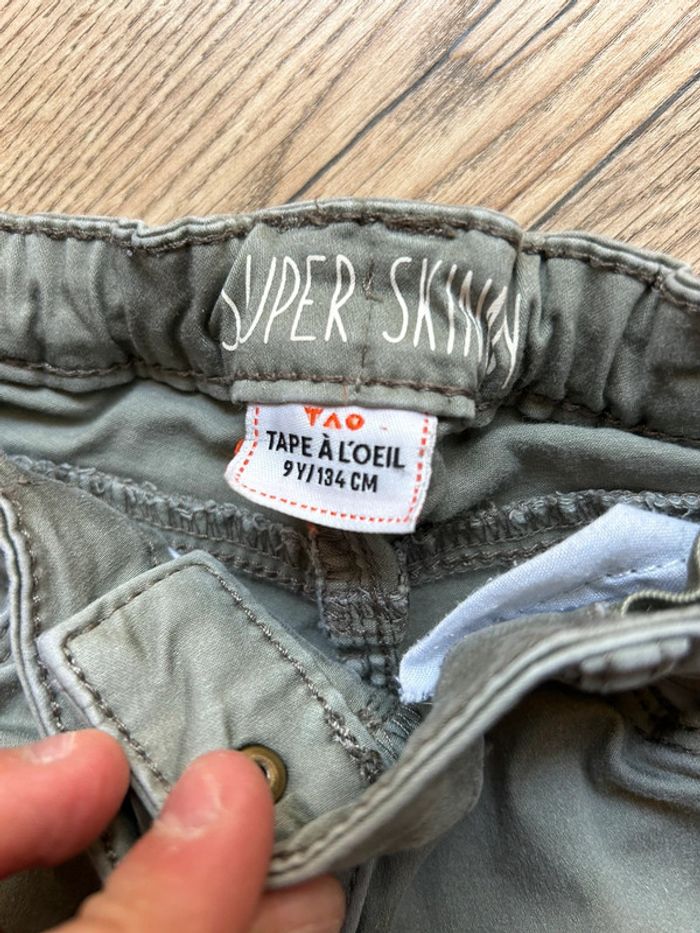 SUPER SKINNY
TAO
TAPE À L'OEIL
9Y/134 CM